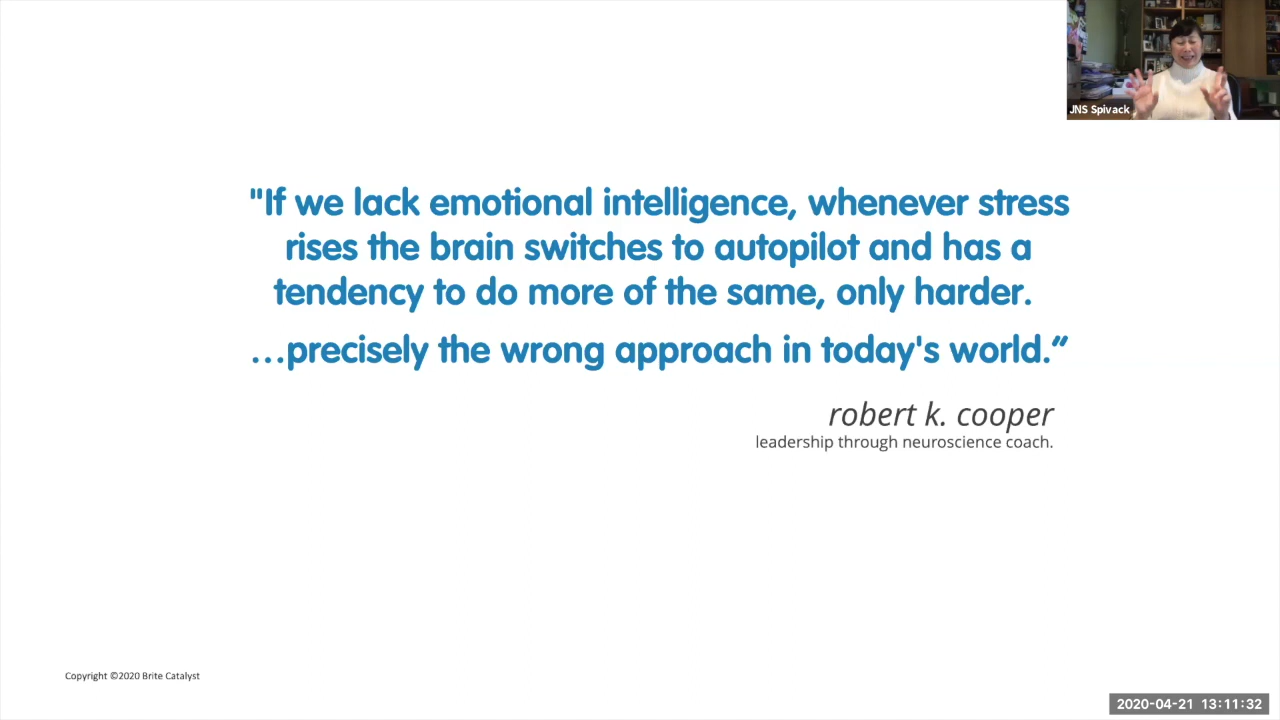 JNS Spivack
"If we lack emotional intelligence, whenever stress
rises the brain switches to autopilot and has a
tendency to do more of the same, only harder.
...precisely the wrong approach in today's world.”
robert k. cooper
leadership through neuroscience coach.
Copyright ©2020 Brite Catalyst
2020-04-21 13:11:32